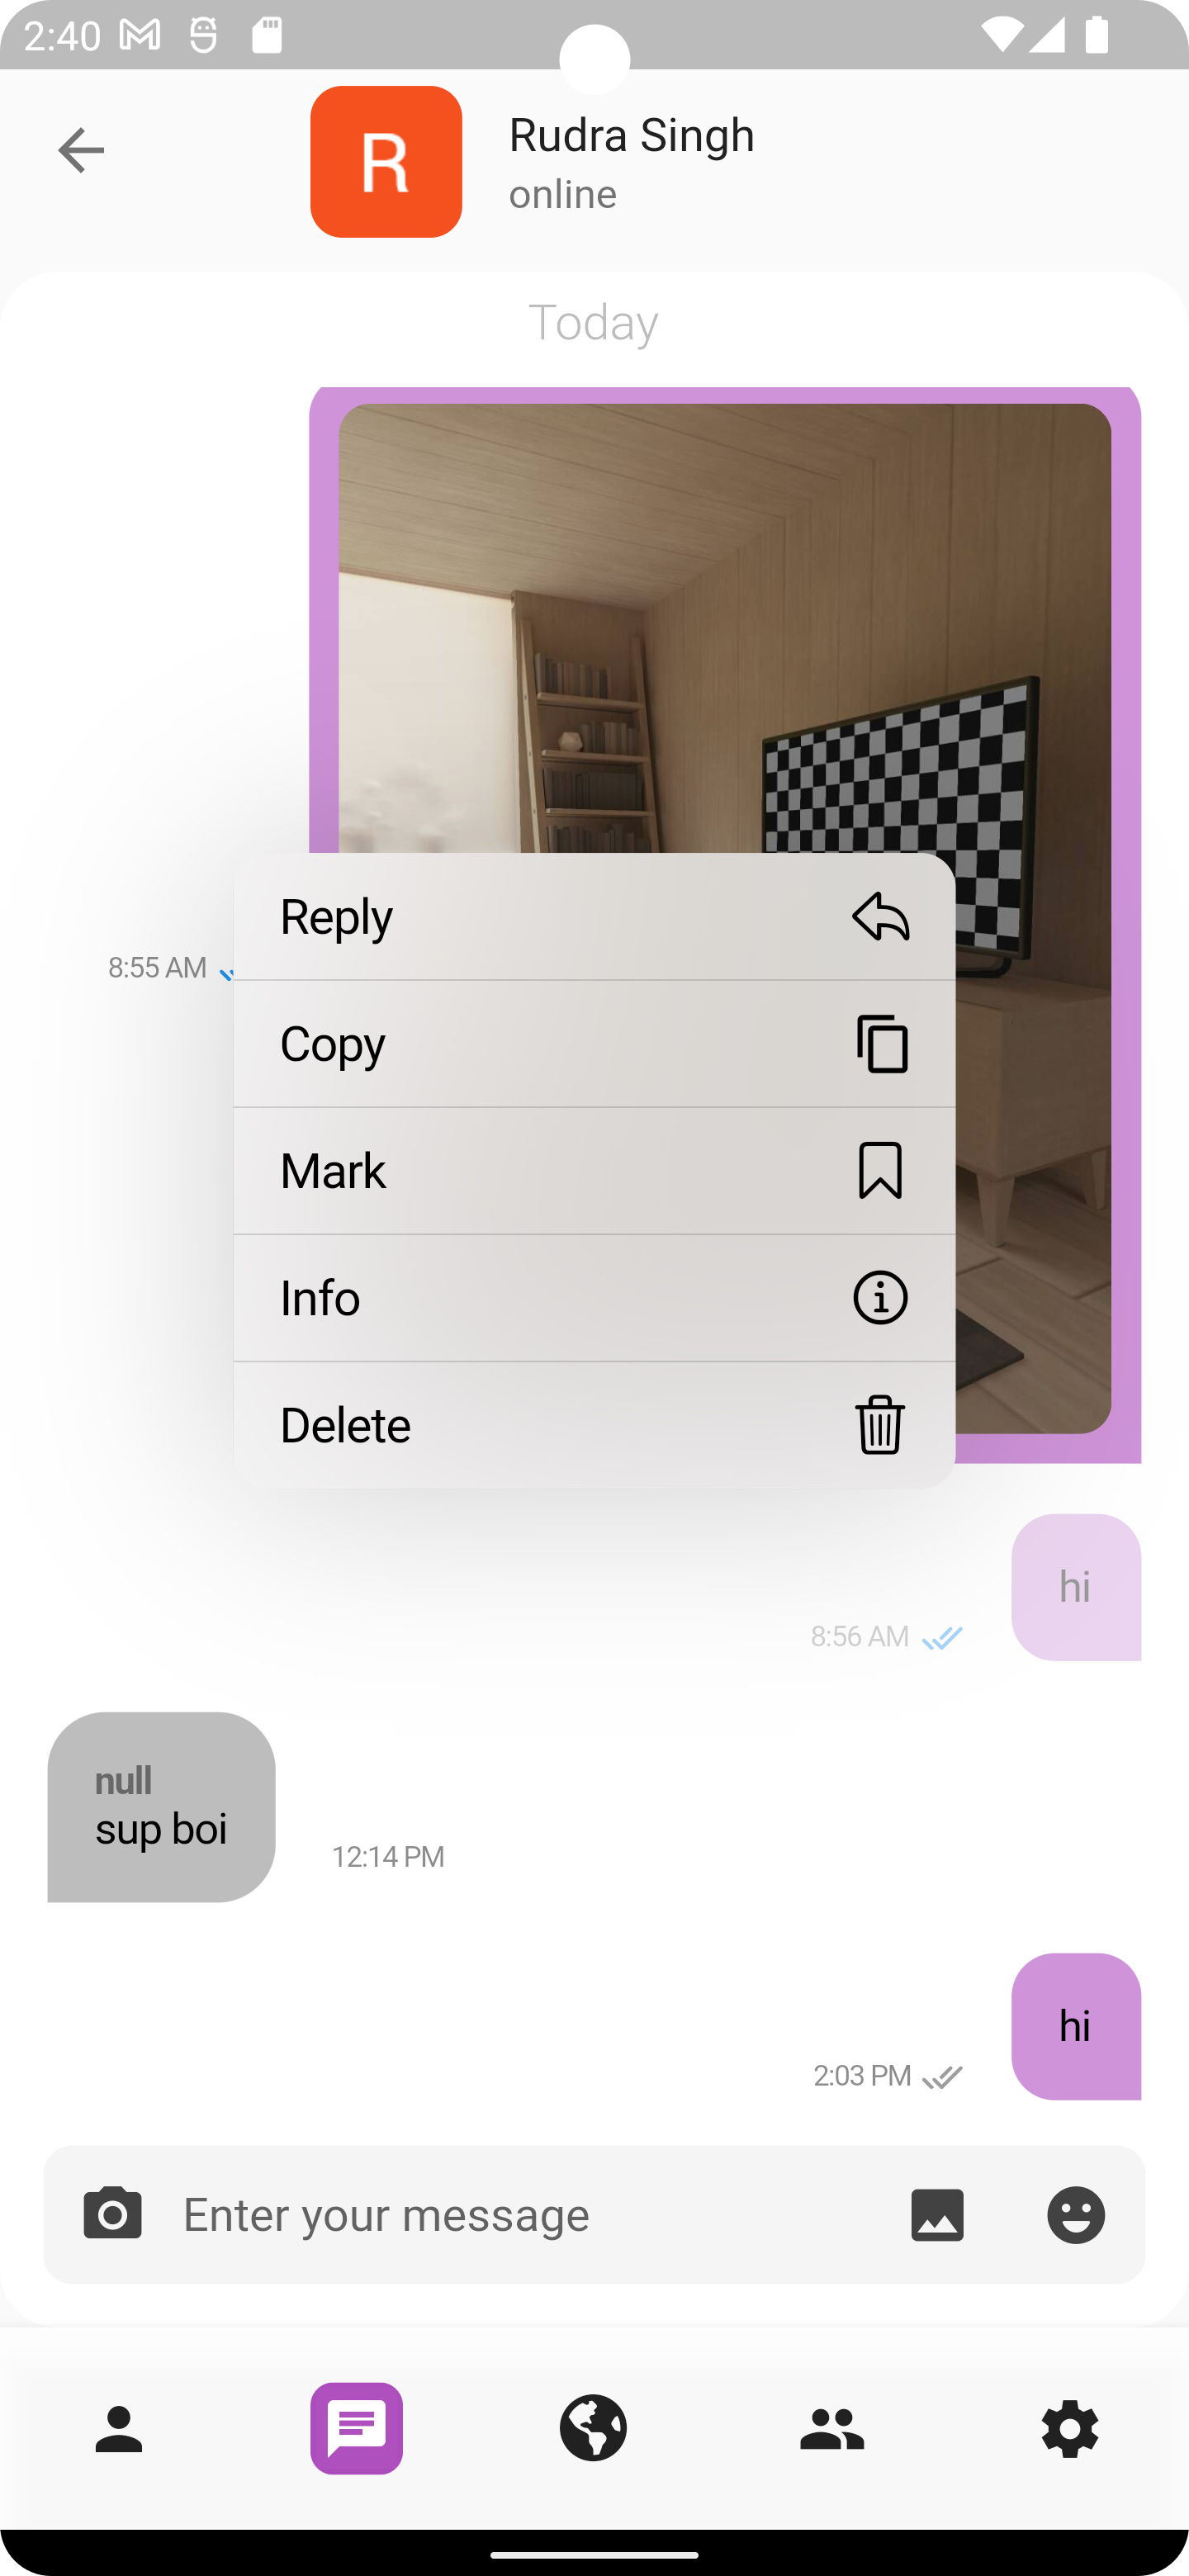 2:40
R
Rudra Singh
online
Today
Reply
8:55 AM
Copy
Mark
Info
Delete
hi
8:56 AM
null
sup boi
12:14 PM
hi
2:03 PM
Enter your message